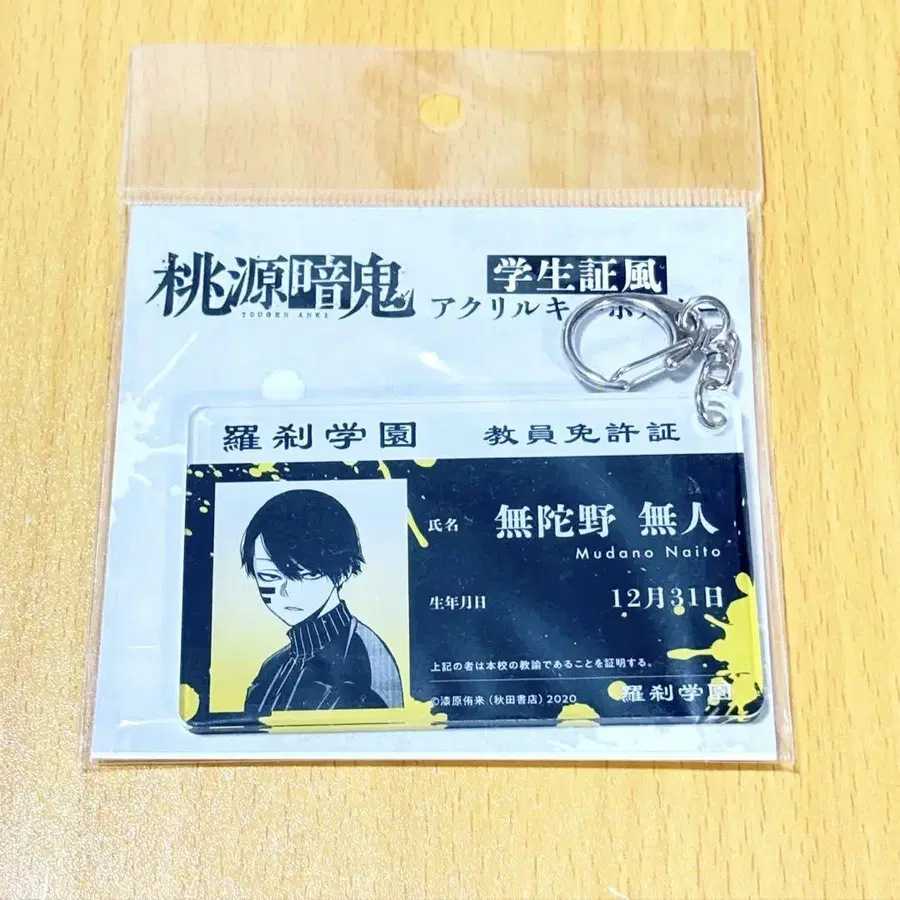 桃源暗鬼
TOUGEN ANKI
学生証風
アクリルキーホルダー
羅刹学園 教員免許証
氏名 無陀野 無人
Mudano Naito
生年月日 12月31日
上記の者は本校の教諭であることを証明する。
©漆原侑来(秋田書店)2020 羅刹学園